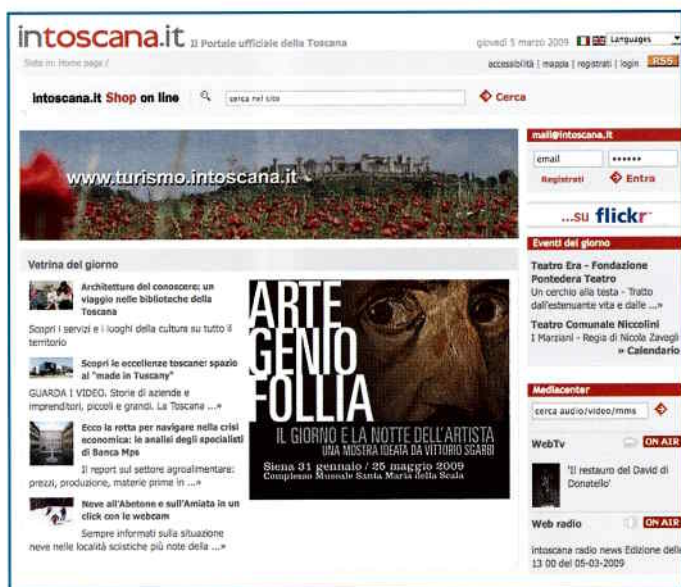 intoscana.it Il Portale ufficiale della Toscana
giovedì 5 marzo 2009 Languages
Siete in: Home page /
accessibilità | mappa | registrati | login RSS
intoscana.it Shop on line
cerca nel sito
Cerca
www.turismo.intoscana.it
mail@intoscana.it
email ••••••
Registrati Entra
...su flickr
Vetrina del giorno
Architetture del conoscere: un
viaggio nelle biblioteche della
Toscana
Scopri i servizi e i luoghi della cultura su tutto il
territorio
Scopri le eccellenze toscane: spazio
al "made in Tuscany"
GUARDA I VIDEO. Storie di aziende e
imprenditori, piccoli e grandi. La Toscana ...»
Ecco la rotta per navigare nella crisi
economica: le analisi degli specialisti
di Banca Mps
Il report sul settore agroalimentare:
prezzi, produzione, materie prime in ...»
Neve all'Abetone e sull'Amiata in un
click con le webcam
Sempre informati sulla situazione
neve nelle località sciistiche più note della ...»
ARTE
GENIO
FOLLIA
IL GIORNO E LA NOTTE DELL'ARTISTA
UNA MOSTRA IDEATA DA VITTORIO SGARBI
Siena 31 gennaio / 25 maggio 2009
Complesso Museale Santa Maria della Scala
Eventi del giorno
Teatro Era - Fondazione
Pontedera Teatro
Un cerchio alla testa - Tratto
dall'estenuante vita e dalle ...»
Teatro Comunale Niccolini
I Marziani - Regia di Nicola Zavagli
» Calendario
Mediacenter
cerca audio/video/mms
WebTv ON AIR
'Il restauro del David di
Donatello'
Web radio ON AIR
intoscana radio news Edizione delle
13 00 del 05-03-2009